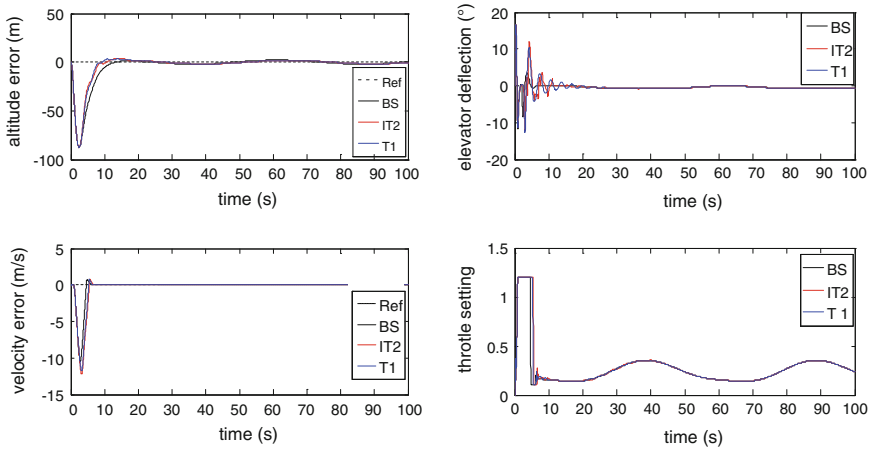 altitude error (m)
50
0
-50
-100
0 10 20 30 40 50 60 70 80 90 100
time (s)
Ref
BS
IT2
T1
elevator deflection (°)
20
10
0
-10
-20
0 10 20 30 40 50 60 70 80 90 100
time (s)
BS
IT2
T1
velocity error (m/s)
5
0
-5
-10
-15
0 10 20 30 40 50 60 70 80 90 100
time (s)
Ref
BS
IT2
T1
throttle setting
1.5
1
0.5
0
0 10 20 30 40 50 60 70 80 90 100
time (s)
BS
IT2
T 1